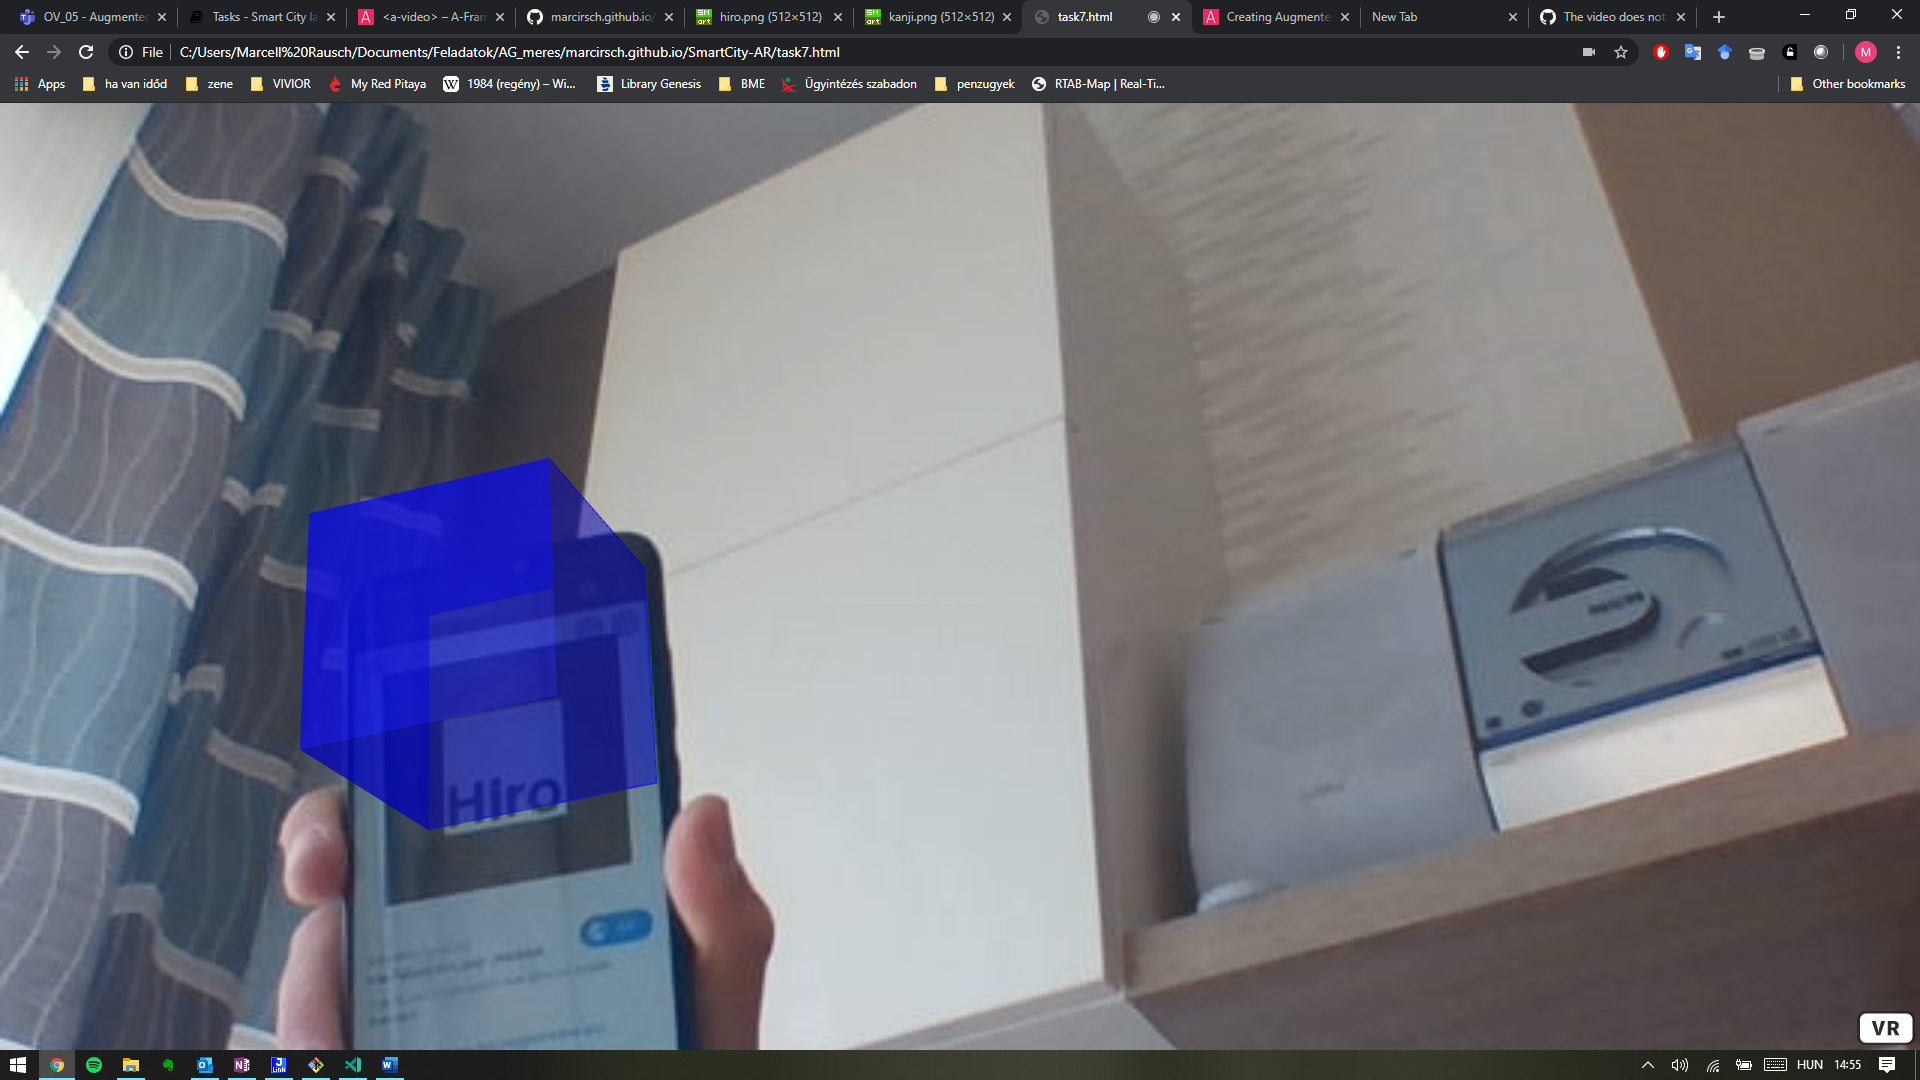 OV_05 - Augmente
Tasks - Smart City la
<a-video> – A-Fram
marcirsch.github.io/
hiro.png (512×512)
kanji.png (512×512)
task7.html
Creating Augmente
New Tab
The video does not
File
C:/Users/Marcell%20Rausch/Documents/Feladatok/AG_meres/marcirsch.github.io/SmartCity-AR/task7.html
M
Apps
ha van időd
zene
VIVIOR
My Red Pitaya
1984 (regény) – Wi...
Library Genesis
BME
Ügyintézés szabadon
penzugyek
RTAB-Map | Real-Ti...
Other bookmarks
Hiro
VR
HUN
14:55